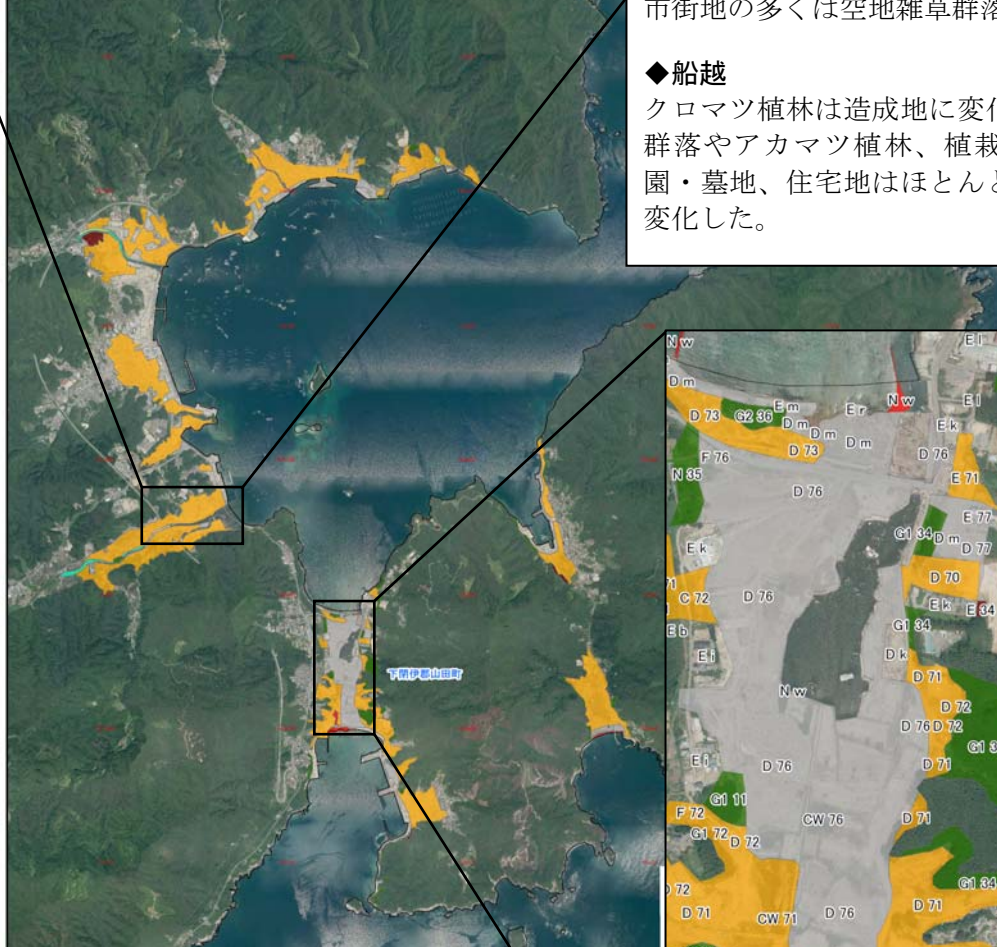 市街地の多くは空地雑草群落
◆船越
クロマツ植林は造成地に変化
群落やアカマツ植林、植栽
園・墓地、住宅地はほとんど
変化した。
下閉伊郡山田町
N w
E l
D m
D 73
G2 36
E m
D m
D m
E r
D m
N w
E l
E k
F 76
D 73
D 76
E 71
N 35
D 76
E 77
G1 34
D m
D 77
E k
D 70
C 72
D 76
E k
E 34
E b
G1 34
E i
D k
D 71
N w
D 72
D 76
D 72
E i
D 76
D 71
G1 11
F 72
CW 76
D 71
G1 72
D 72
G1 34
D 71
CW 71
D 76
D 71